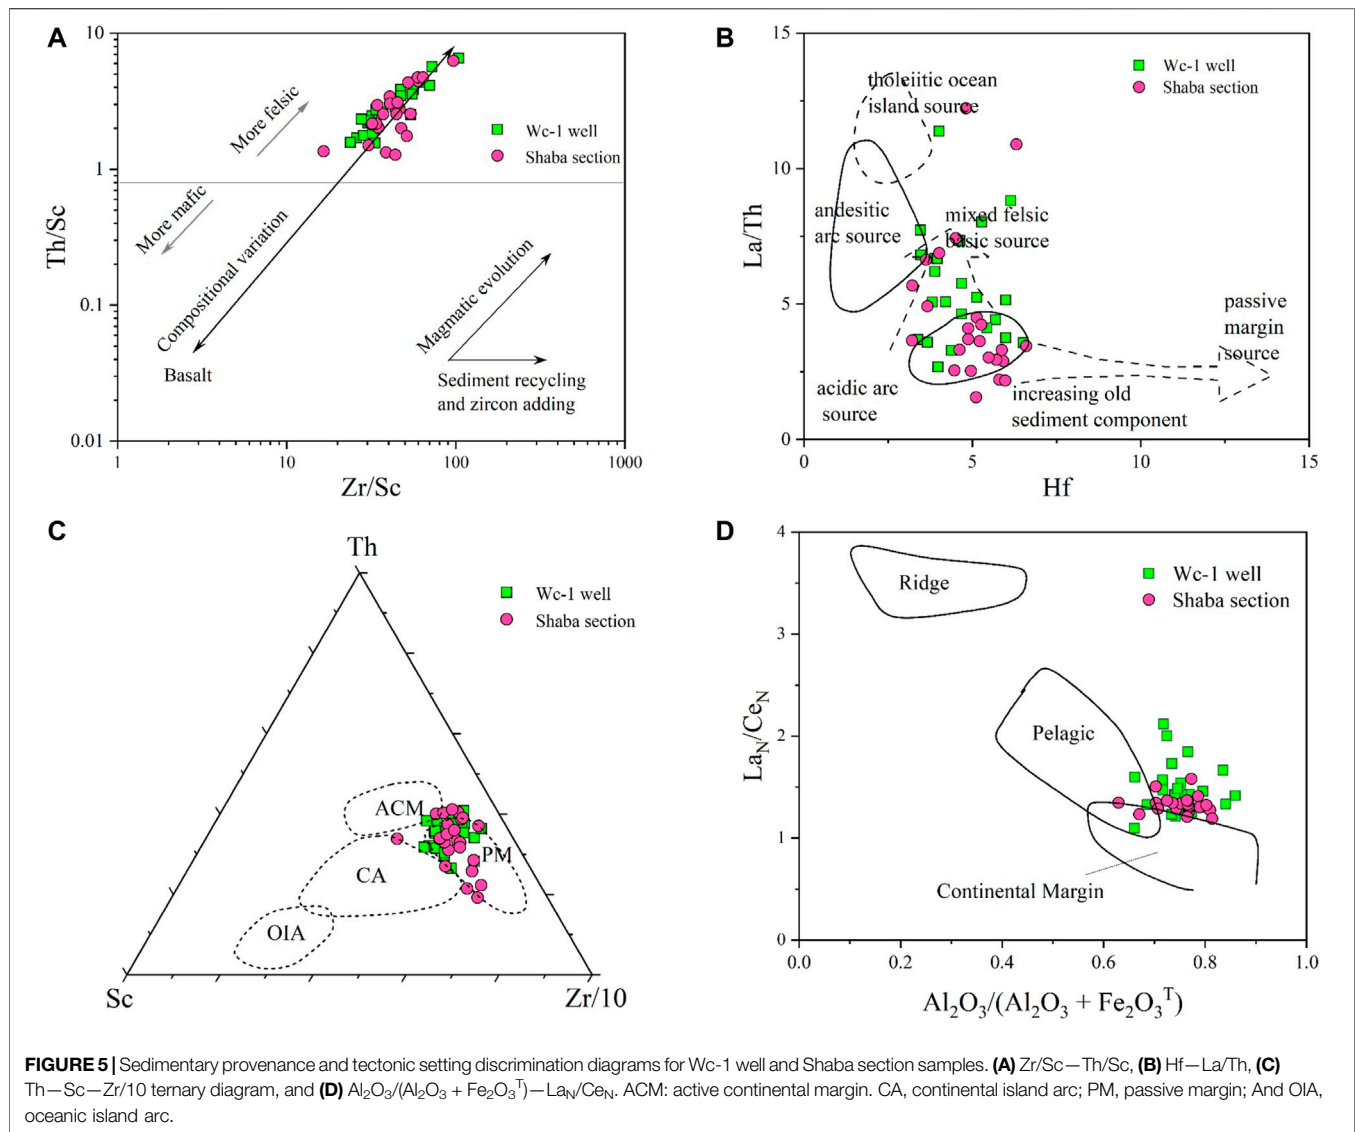 A
10
1
0.1
0.01
Th/Sc
More felsic
More mafic
Compositional variation
Basalt
Wc-1 well
Shaba section
Magmatic evolution
Sediment recycling
and zircon adding
1
10
100
1000
Zr/Sc
B
15
10
5
0
La/Th
tholeiitic ocean
island source
Wc-1 well
Shaba section
andesitic
arc source
mixed felsic
basic source
passive
margin
source
acidic arc
source
increasing old
sediment component
0
5
10
15
Hf
C
Th
Wc-1 well
Shaba section
ACM
CA
PM
OIA
Sc
Zr/10
D
4
3
2
1
0
LaN/CeN
Ridge
Wc-1 well
Shaba section
Pelagic
Continental Margin
0.0
0.2
0.4
0.6
0.8
1.0
Al2O3/(Al2O3 + Fe2O3T)
FIGURE 5 | Sedimentary provenance and tectonic setting discrimination diagrams for Wc-1 well and Shaba section samples. (A) Zr/Sc—Th/Sc, (B) Hf—La/Th, (C)
Th—Sc—Zr/10 ternary diagram, and (D) Al2O3/(Al2O3 + Fe2O3T)—LaN/CeN. ACM: active continental margin. CA, continental island arc; PM, passive margin; And OIA,
oceanic island arc.